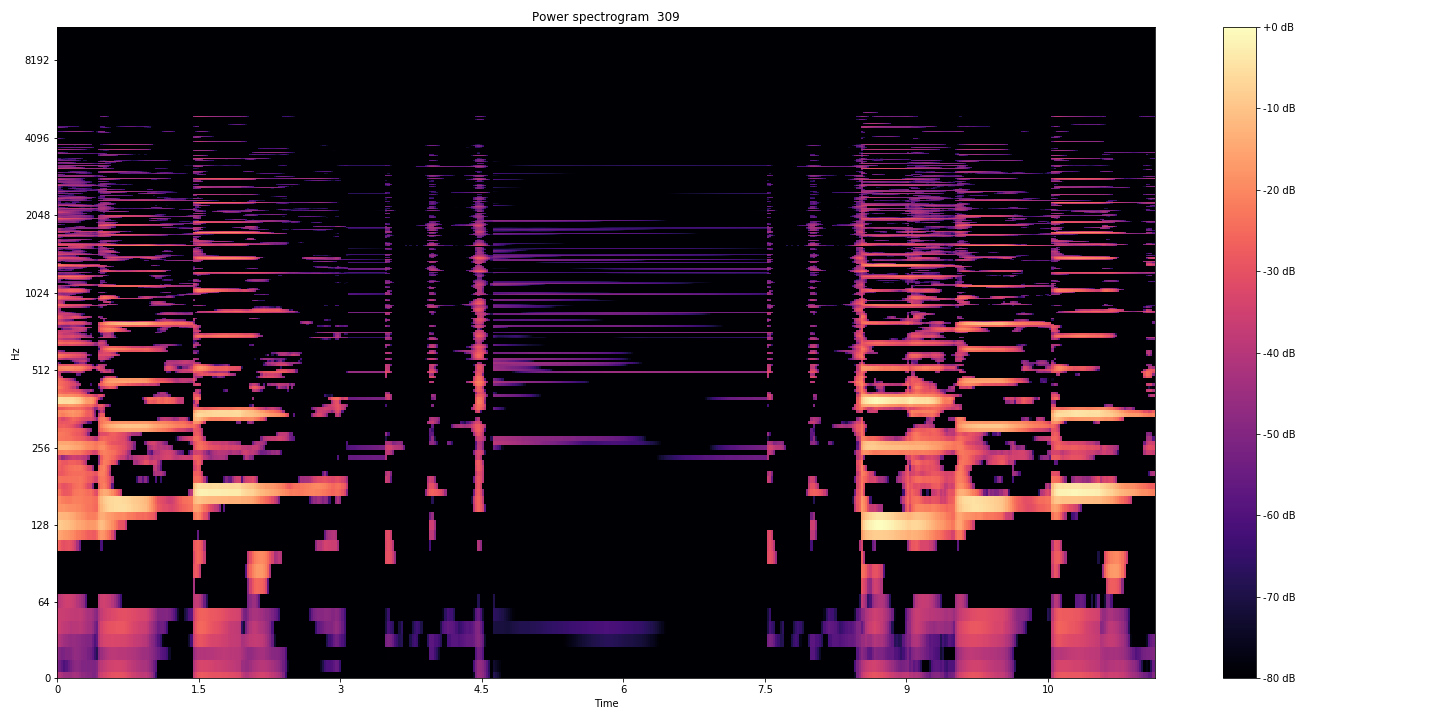 Power spectrogram 309
+0 dB
8192
-10 dB
4096
-20 dB
2048
-30 dB
1024
Hz
-40 dB
512
-50 dB
256
-60 dB
128
-70 dB
64
0
-80 dB
0 1.5 3 4.5 6 7.5 9 10
Time